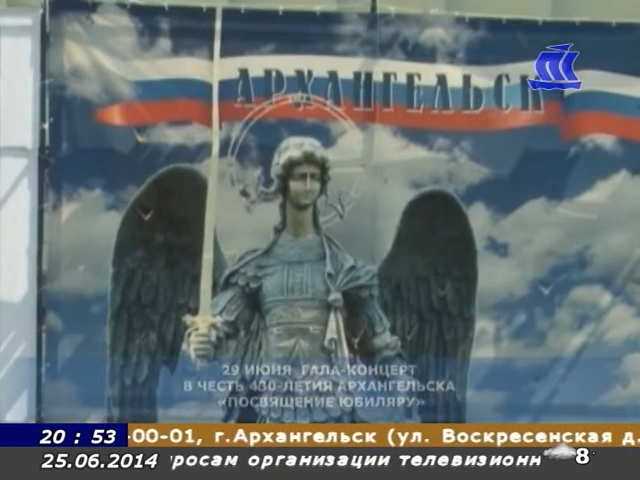 АРХАНГЕЛЬСК
29 ИЮНЯ ГАЛА-КОНЦЕРТ
В ЧЕСТЬ 430-ЛЕТИЯ АРХАНГЕЛЬСКА
«ПОСВЯЩЕНИЕ ЮБИЛЯРУ»
20 : 53 -00-01, г.Архангельск (ул. Воскресенская д.
25.06.2014 росам организации телевизионн 8